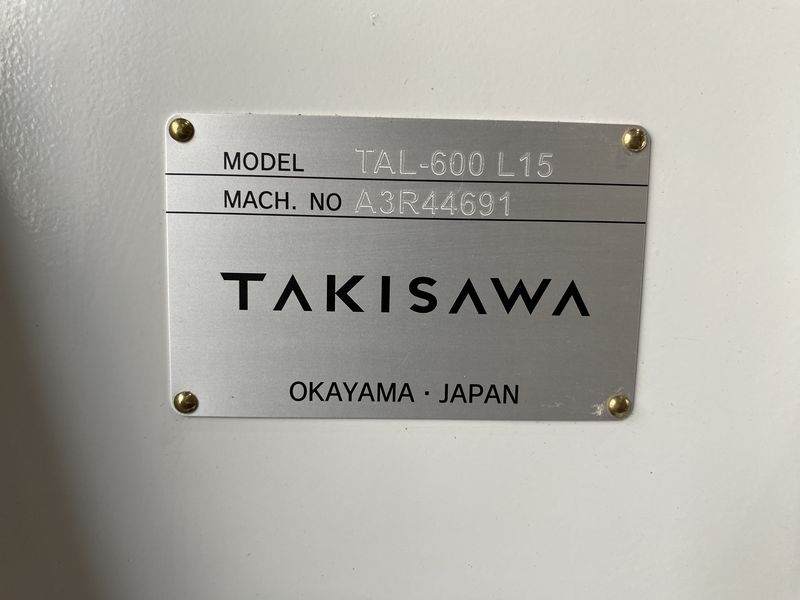 MODEL TAL-600 L15
MACH. NO A3R44691
TAKISAWA
OKAYAMA · JAPAN